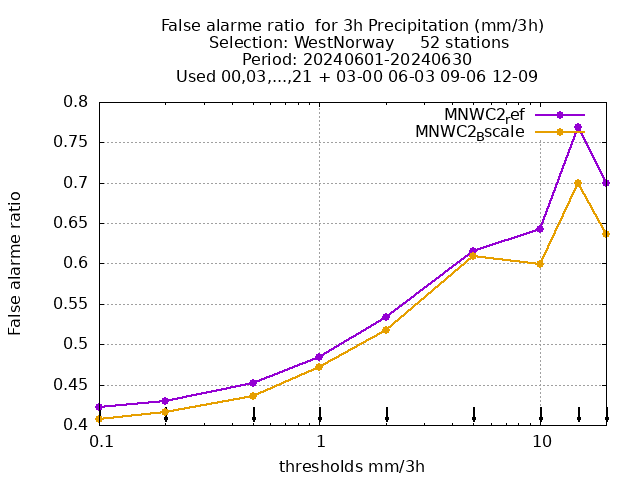 False alarme ratio  for 3h Precipitation (mm/3h)
Selection: WestNorway     52 stations
Period: 20240601-20240630
Used 00,03,...,21 + 03-00 06-03 09-06 12-09
MNWC2ref
MNWC2Bscale
0.8
0.75
0.7
0.65
0.6
0.55
0.5
0.45
0.4
False alarme ratio
0.1
1
10
thresholds mm/3h